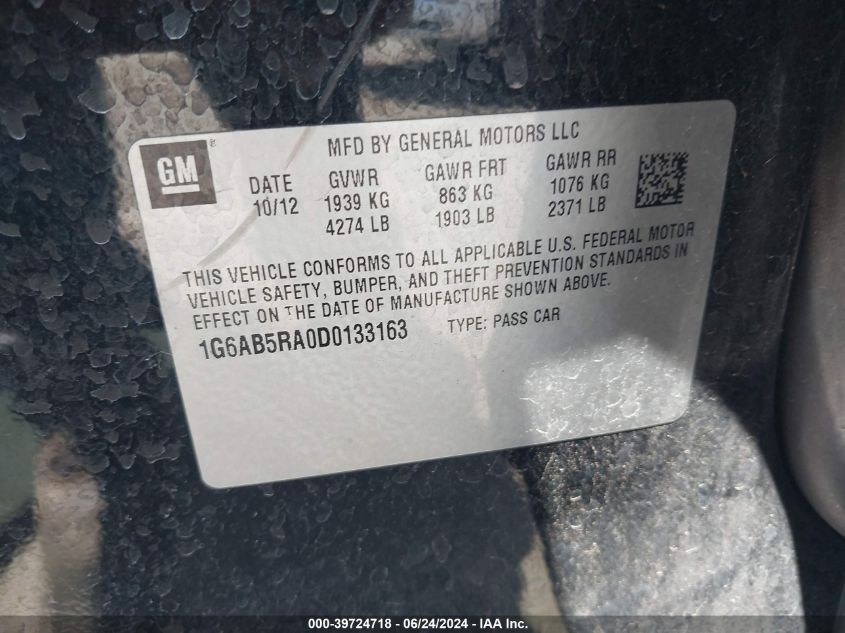 GM
MFD BY GENERAL MOTORS LLC
DATE GVWR GAWR FRT GAWR RR
10/12 1939 KG 863 KG 1076 KG
4274 LB 1903 LB 2371 LB
THIS VEHICLE CONFORMS TO ALL APPLICABLE U.S. FEDERAL MOTOR
VEHICLE SAFETY, BUMPER, AND THEFT PREVENTION STANDARDS IN
EFFECT ON THE DATE OF MANUFACTURE SHOWN ABOVE.
1G6AB5RA0D0133163 TYPE: PASS CAR
000-39724718 - 06/24/2024 - IAA Inc.